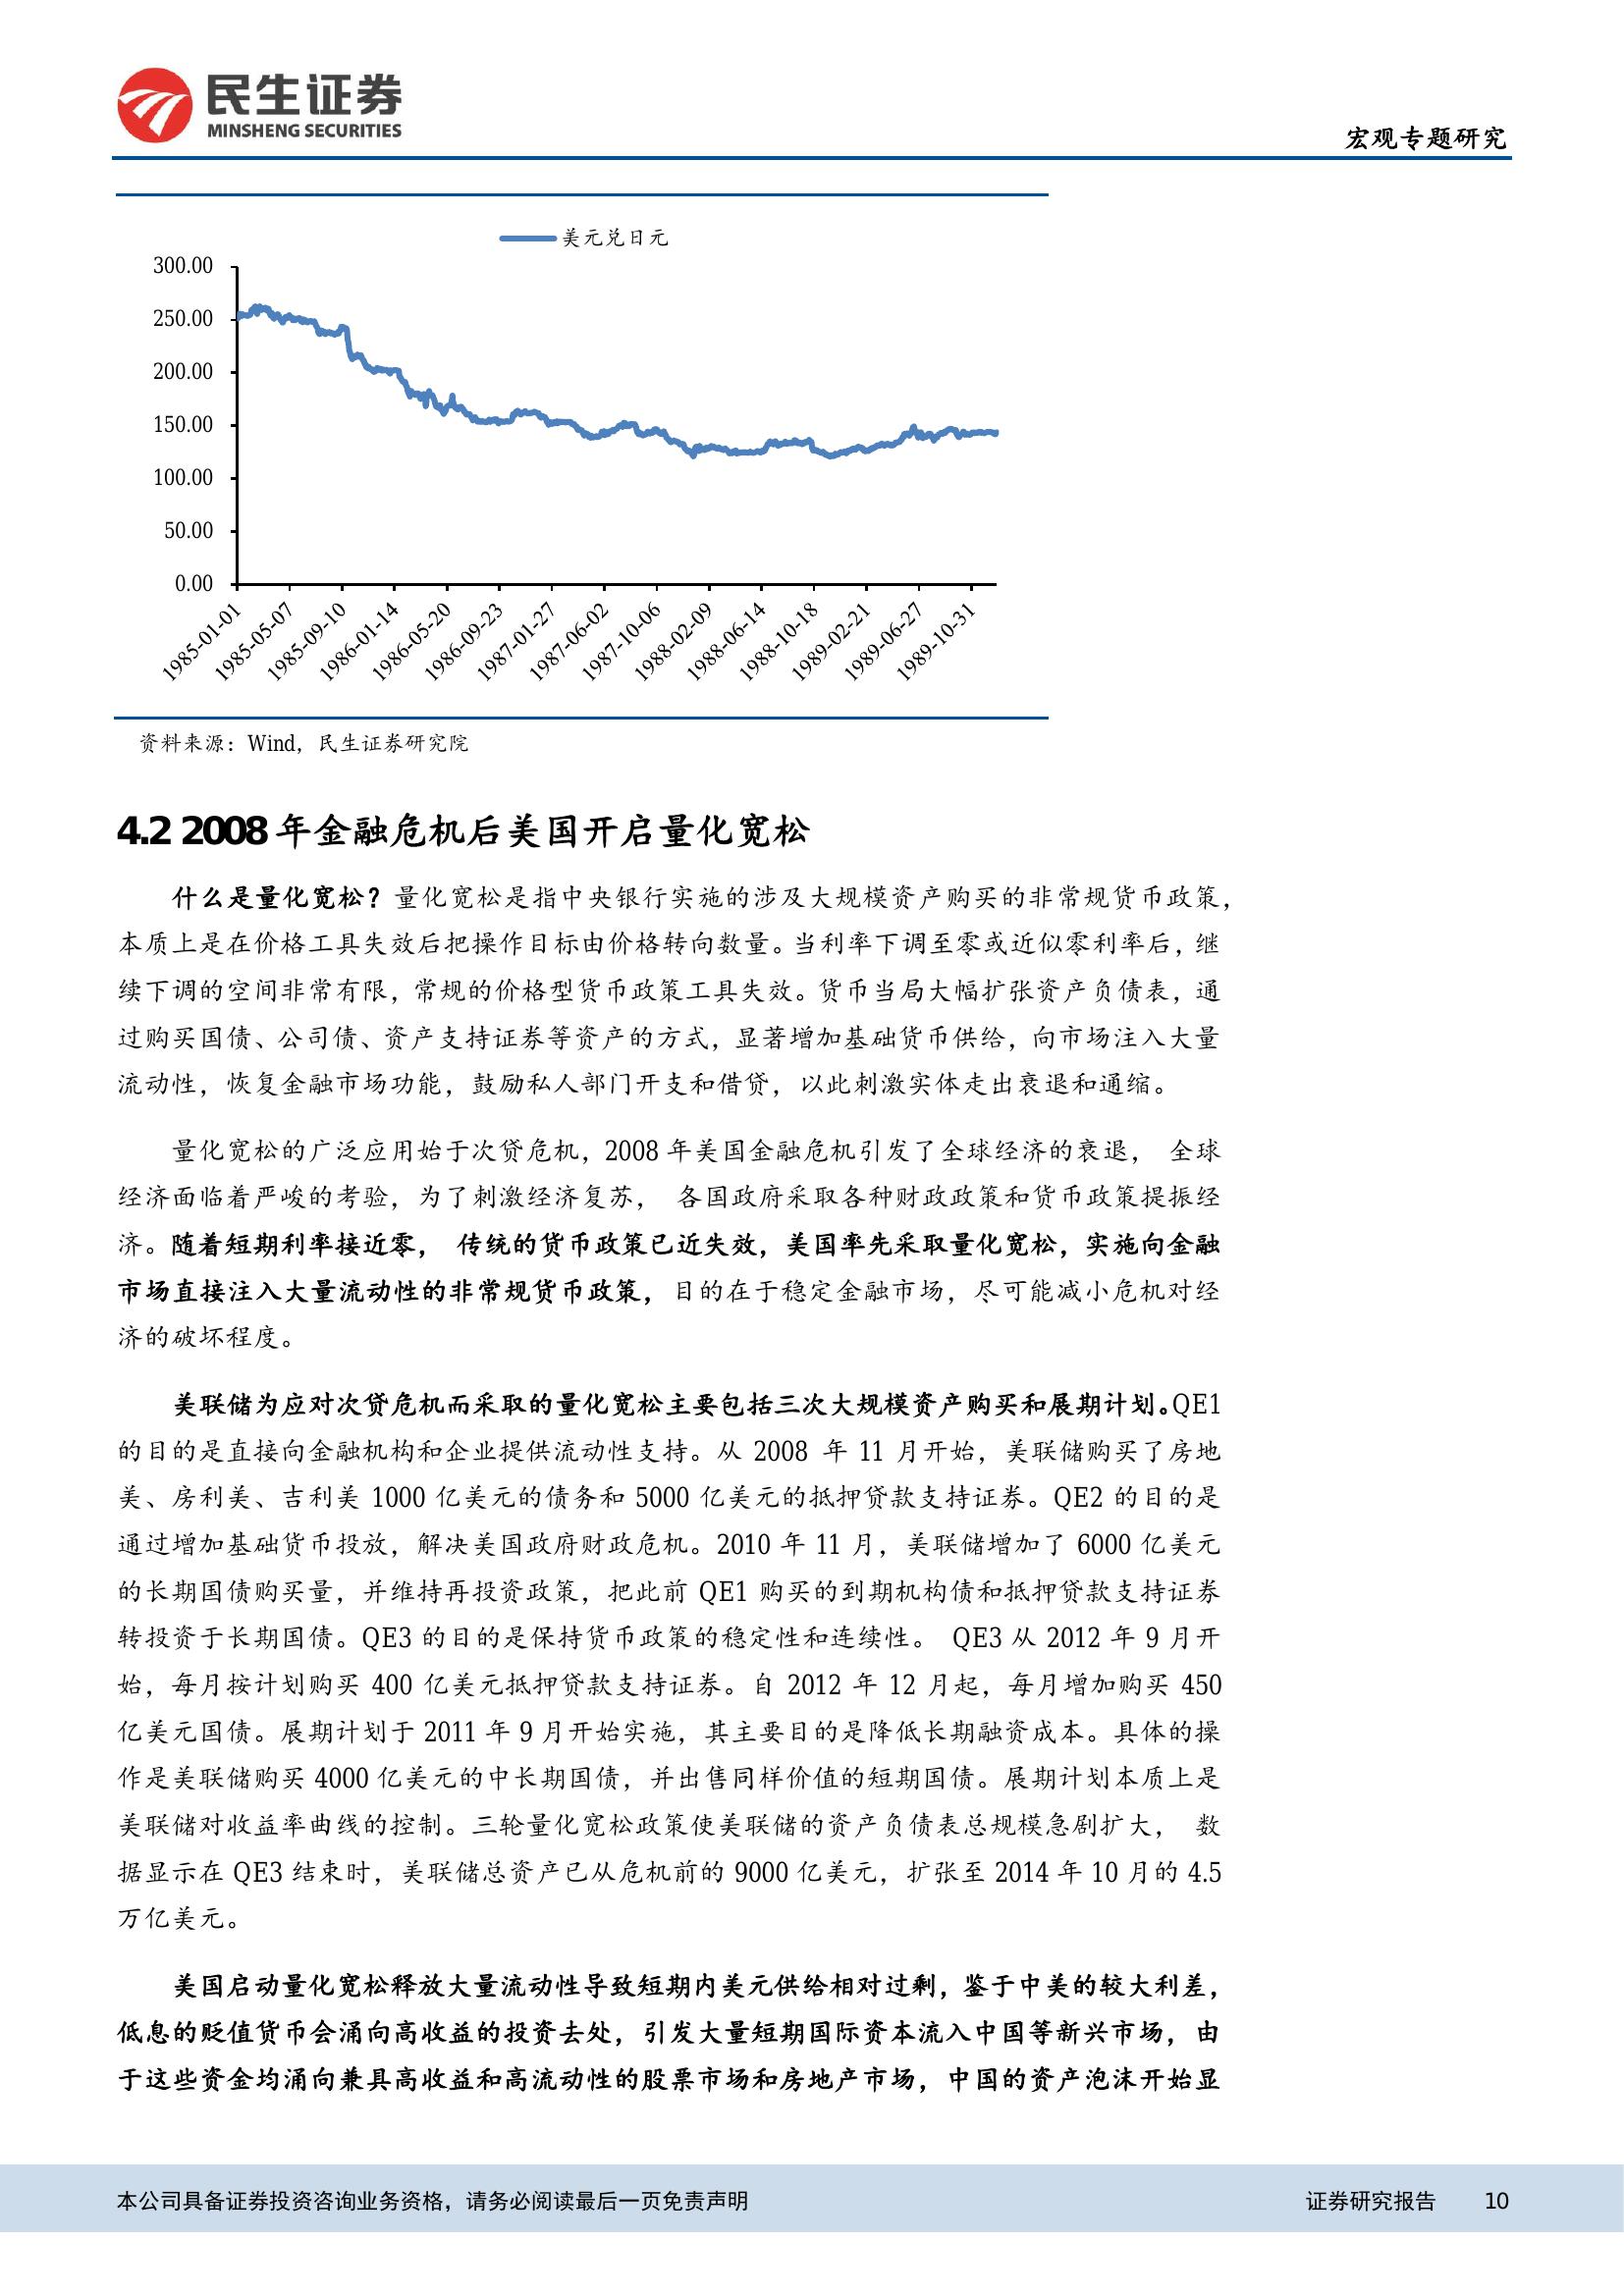 民生证券
MINSHENG SECURITIES
宏观专题研究
美元兑日元
300.00
250.00
200.00
150.00
100.00
50.00
0.00
1985-01-01
1985-05-07
1985-09-10
1986-01-14
1986-05-20
1986-09-23
1987-01-27
1987-06-02
1987-10-06
1988-02-09
1988-06-14
1988-10-18
1989-02-21
1989-06-27
1989-10-31
资料来源：Wind，民生证券研究院
4.2 2008 年金融危机后美国开启量化宽松
什么是量化宽松？量化宽松是指中央银行实施的涉及大规模资产购买的非常规货币政策，
本质上是在价格工具失效后把操作目标由价格转向数量。当利率下调至零或近似零利率后，继
续下调的空间非常有限，常规的价格型货币政策工具失效。货币当局大幅扩张资产负债表，通
过购买国债、公司债、资产支持证券等资产的方式，显著增加基础货币供给，向市场注入大量
流动性，恢复金融市场功能，鼓励私人部门开支和借贷，以此刺激实体走出衰退和通缩。
量化宽松的广泛应用始于次贷危机，2008 年美国金融危机引发了全球经济的衰退， 全球
经济面临着严峻的考验，为了刺激经济复苏， 各国政府采取各种财政政策和货币政策提振经
济。随着短期利率接近零， 传统的货币政策已近失效，美国率先采取量化宽松，实施向金融
市场直接注入大量流动性的非常规货币政策，目的在于稳定金融市场，尽可能减小危机对经
济的破坏程度。
美联储为应对次贷危机而采取的量化宽松主要包括三次大规模资产购买和展期计划。QE1
的目的是直接向金融机构和企业提供流动性支持。从 2008 年 11 月开始，美联储购买了房地
美、房利美、吉利美 1000 亿美元的债务和 5000 亿美元的抵押贷款支持证券。QE2 的目的是
通过增加基础货币投放，解决美国政府财政危机。2010 年 11 月，美联储增加了 6000 亿美元
的长期国债购买量，并维持再投资政策，把此前 QE1 购买的到期机构债和抵押贷款支持证券
转投资于长期国债。QE3 的目的是保持货币政策的稳定性和连续性。 QE3 从 2012 年 9 月开
始，每月按计划购买 400 亿美元抵押贷款支持证券。自 2012 年 12 月起，每月增加购买 450
亿美元国债。展期计划于 2011 年 9 月开始实施，其主要目的是降低长期融资成本。具体的操
作是美联储购买 4000 亿美元的中长期国债，并出售同样价值的短期国债。展期计划本质上是
美联储对收益率曲线的控制。三轮量化宽松政策使美联储的资产负债表总规模急剧扩大， 数
据显示在 QE3 结束时，美联储总资产已从危机前的 9000 亿美元，扩张至 2014 年 10 月的 4.5
万亿美元。
美国启动量化宽松释放大量流动性导致短期内美元供给相对过剩，鉴于中美的较大利差，
低息的贬值货币会涌向高收益的投资去处，引发大量短期国际资本流入中国等新兴市场，由
于这些资金均涌向兼具高收益和高流动性的股票市场和房地产市场，中国的资产泡沫开始显
本公司具备证券投资咨询业务资格，请务必阅读最后一页免责声明
证券研究报告 10